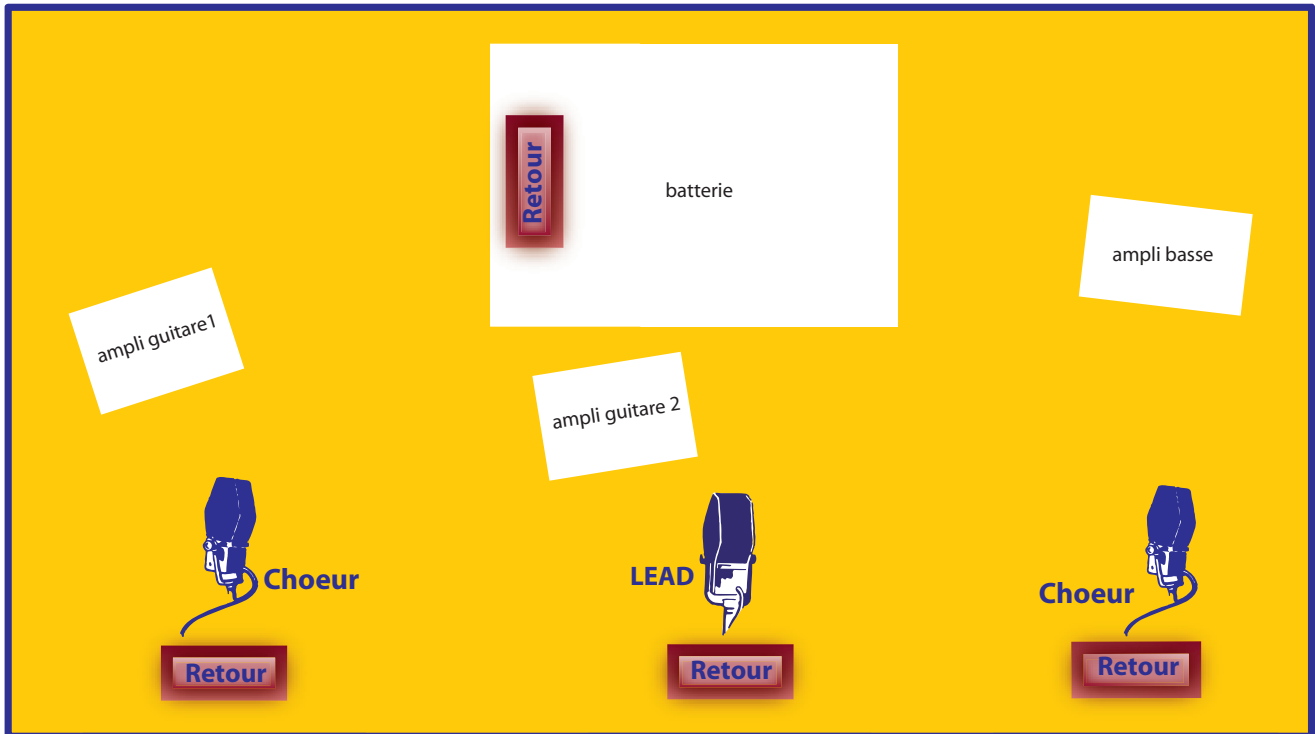 Retour
batterie
ampli basse
ampli guitare1
ampli guitare 2
Choeur
LEAD
Choeur
Retour
Retour
Retour